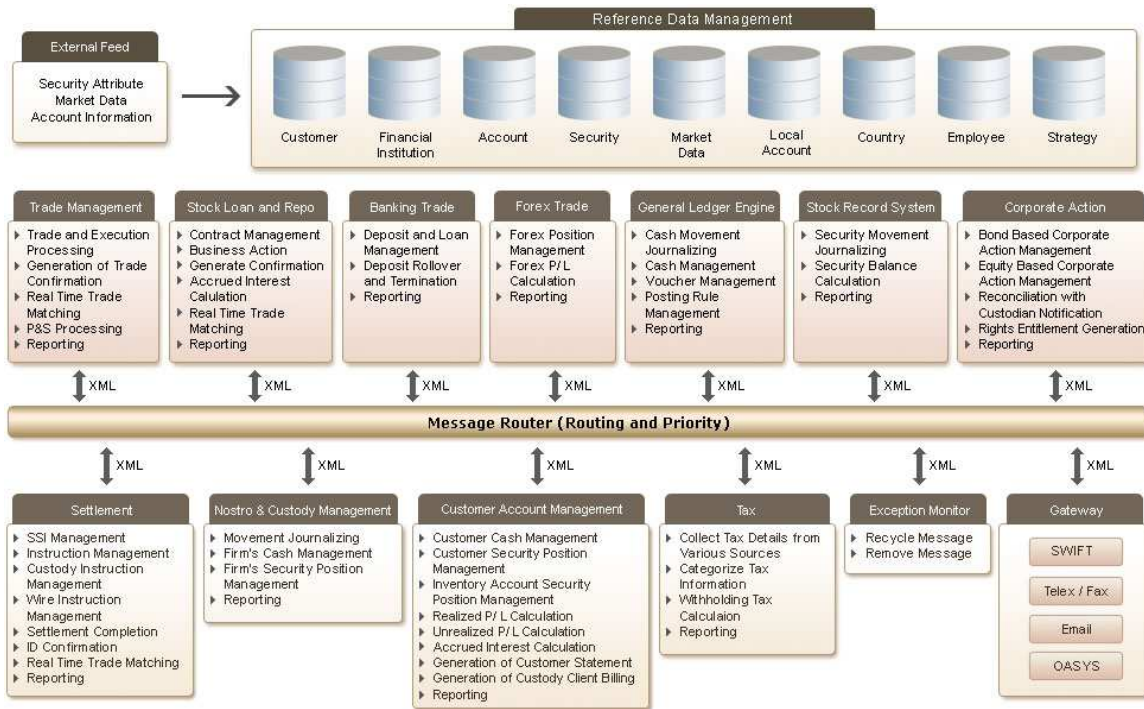 Reference Data Management
External Feed
Security Attribute
Market Data
Account Information
Customer
Financial
Institution
Account
Security
Market
Data
Local
Account
Country
Employee
Strategy
Trade Management
Trade and Execution
Processing
Generation of Trade
Confirmation
Real Time Trade
Matching
P&S Processing
Reporting
Stock Loan and Repo
Contract Management
Business Action
Generate Confirmation
Accrued Interest
Calulation
Real Time Trade
Matching
Reporting
Banking Trade
Deposit and Loan
Management
Deposit Rollover
and Termination
Reporting
Forex Trade
Forex Position
Management
Forex P/L
Calculation
Reporting
General Ledger Engine
Cash Movement
Journalizing
Cash Management
Voucher Management
Posting Rule
Management
Reporting
Stock Record System
Security Movement
Journalizing
Security Balance
Calculation
Reporting
Corporate Action
Bond Based Corporate
Action Management
Equity Based Corporate
Action Management
Reconciliation with
Custodian Notification
Rights Entitlement Generation
Reporting
XML
XML
XML
XML
XML
XML
XML
Message Router (Routing and Priority)
XML
XML
XML
XML
XML
XML
Settlement
SSI Management
Instruction Management
Custody Instruction
Management
Wire Instruction
Management
Settlement Completion
ID Confirmation
Real Time Trade Matching
Reporting
Nostro & Custody Management
Movement Journalizing
Firm's Cash Management
Firm's Security Position
Management
Reporting
Customer Account Management
Customer Cash Management
Customer Security Position
Management
Inventory Account Security
Position Management
Realized P/L Calculation
Unrealized P/L Calculation
Accrued Interest Calculation
Generation of Customer Statement
Generation of Custody Client Billing
Reporting
Tax
Collect Tax Details from
Various Sources
Categorize Tax
Information
Withholding Tax
Calculaion
Reporting
Exception Monitor
Recycle Message
Remove Message
Gateway
SWIFT
Telex / Fax
Email
OASYS